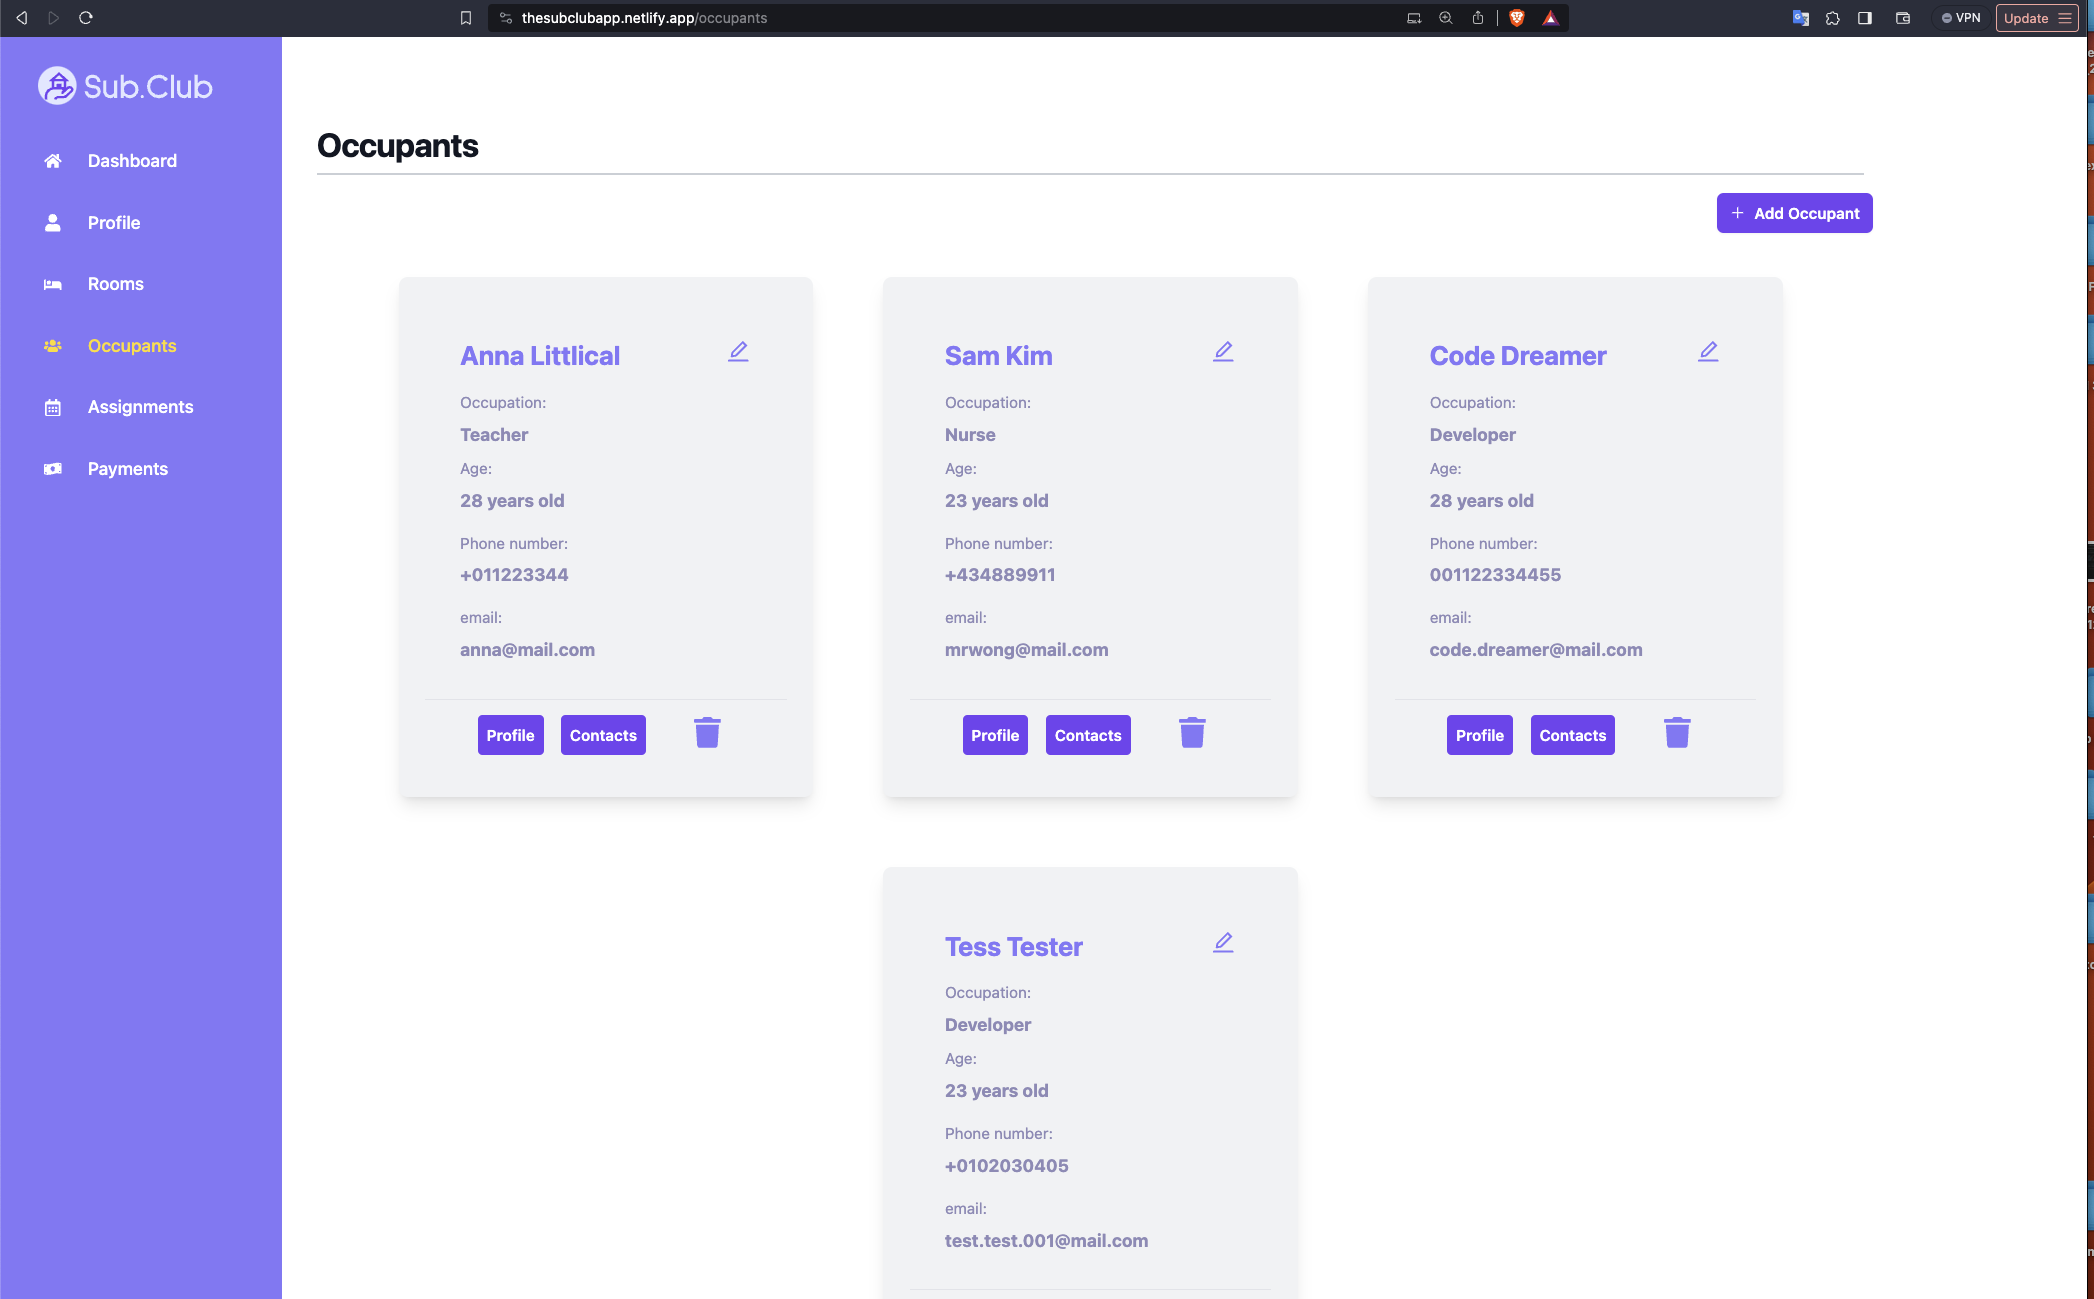 thesubclubapp.netlify.app/occupants
VPN
Update
Sub.Club
Dashboard
Profile
Rooms
Occupants
Assignments
Payments
Occupants
+ Add Occupant
Anna Littlical
Occupation:
Teacher
Age:
28 years old
Phone number:
+011223344
email:
anna@mail.com
Profile
Contacts
Sam Kim
Occupation:
Nurse
Age:
23 years old
Phone number:
+434889911
email:
mrwong@mail.com
Profile
Contacts
Code Dreamer
Occupation:
Developer
Age:
28 years old
Phone number:
001122334455
email:
code.dreamer@mail.com
Profile
Contacts
Tess Tester
Occupation:
Developer
Age:
23 years old
Phone number:
+0102030405
email:
test.test.001@mail.com